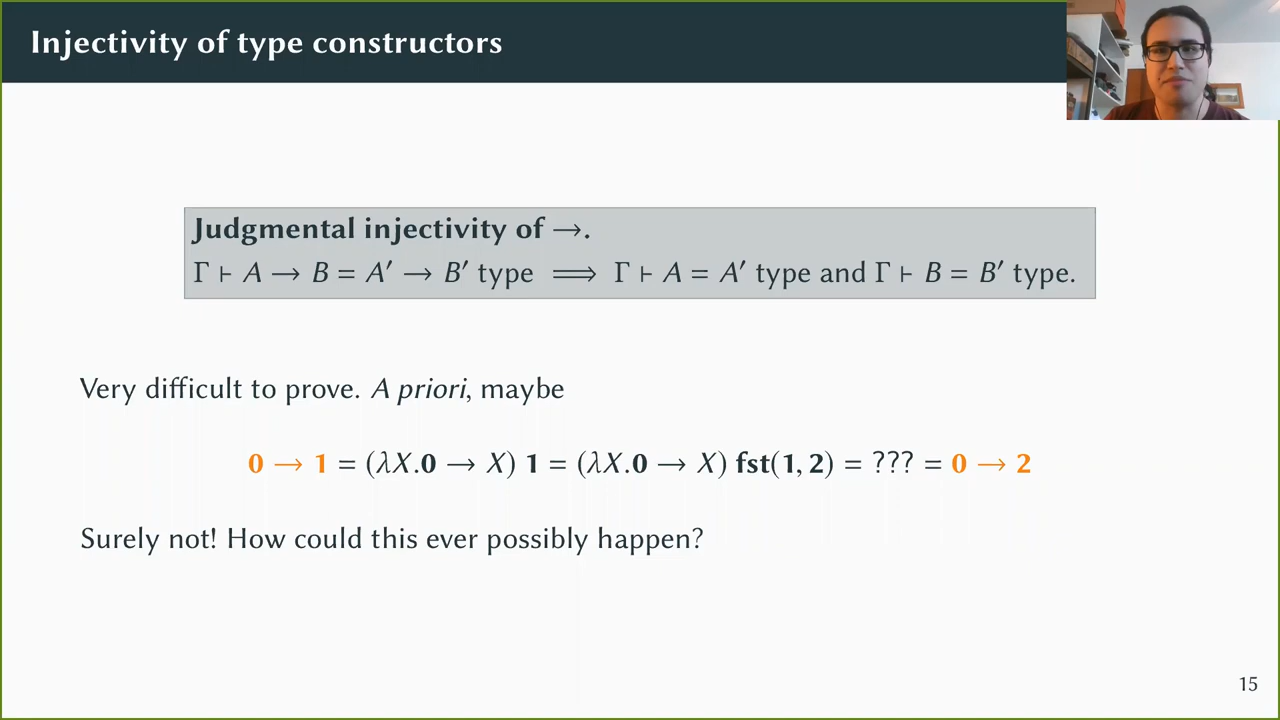 Injectivity of type constructors
Judgmental injectivity of →.
Γ ⊢ A → B = A′ → B′ type ⟹ Γ ⊢ A = A′ type and Γ ⊢ B = B′ type.
Very difficult to prove. A priori, maybe
0 → 1 = (λX.0 → X) 1 = (λX.0 → X) fst(1, 2) = ??? = 0 → 2
Surely not! How could this ever possibly happen?
15